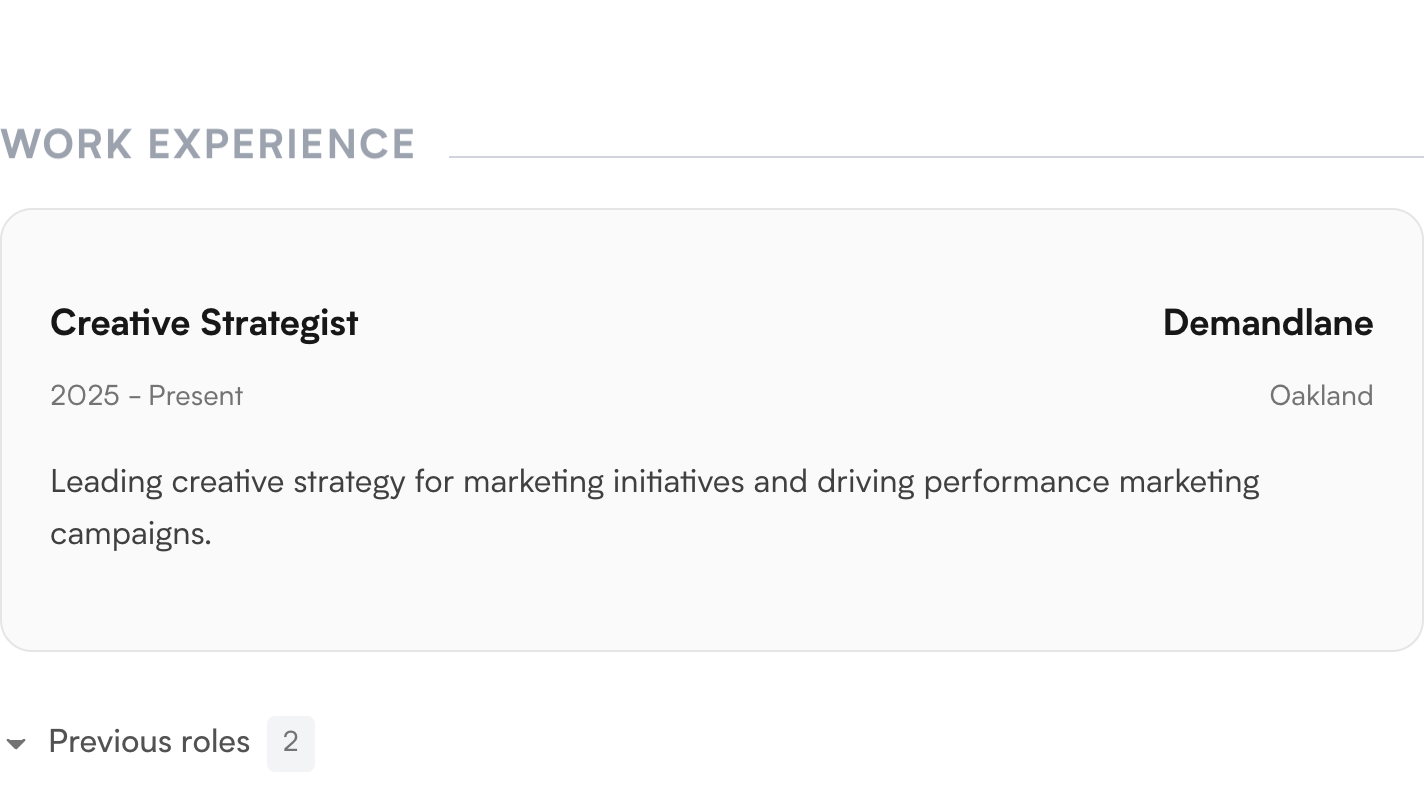 WORK EXPERIENCE
Creative Strategist Demandlane
2025 – Present Oakland
Leading creative strategy for marketing initiatives and driving performance marketing
campaigns.
Previous roles 2